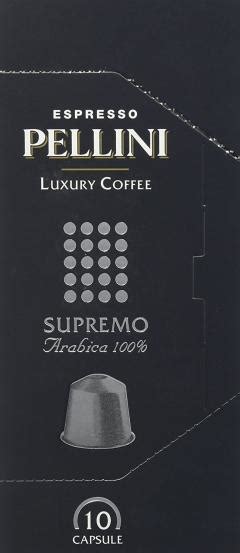 ESPRESSO
PELLINI
LUXURY COFFEE
SUPREMO
Arabica 100%
10
CAPSULE